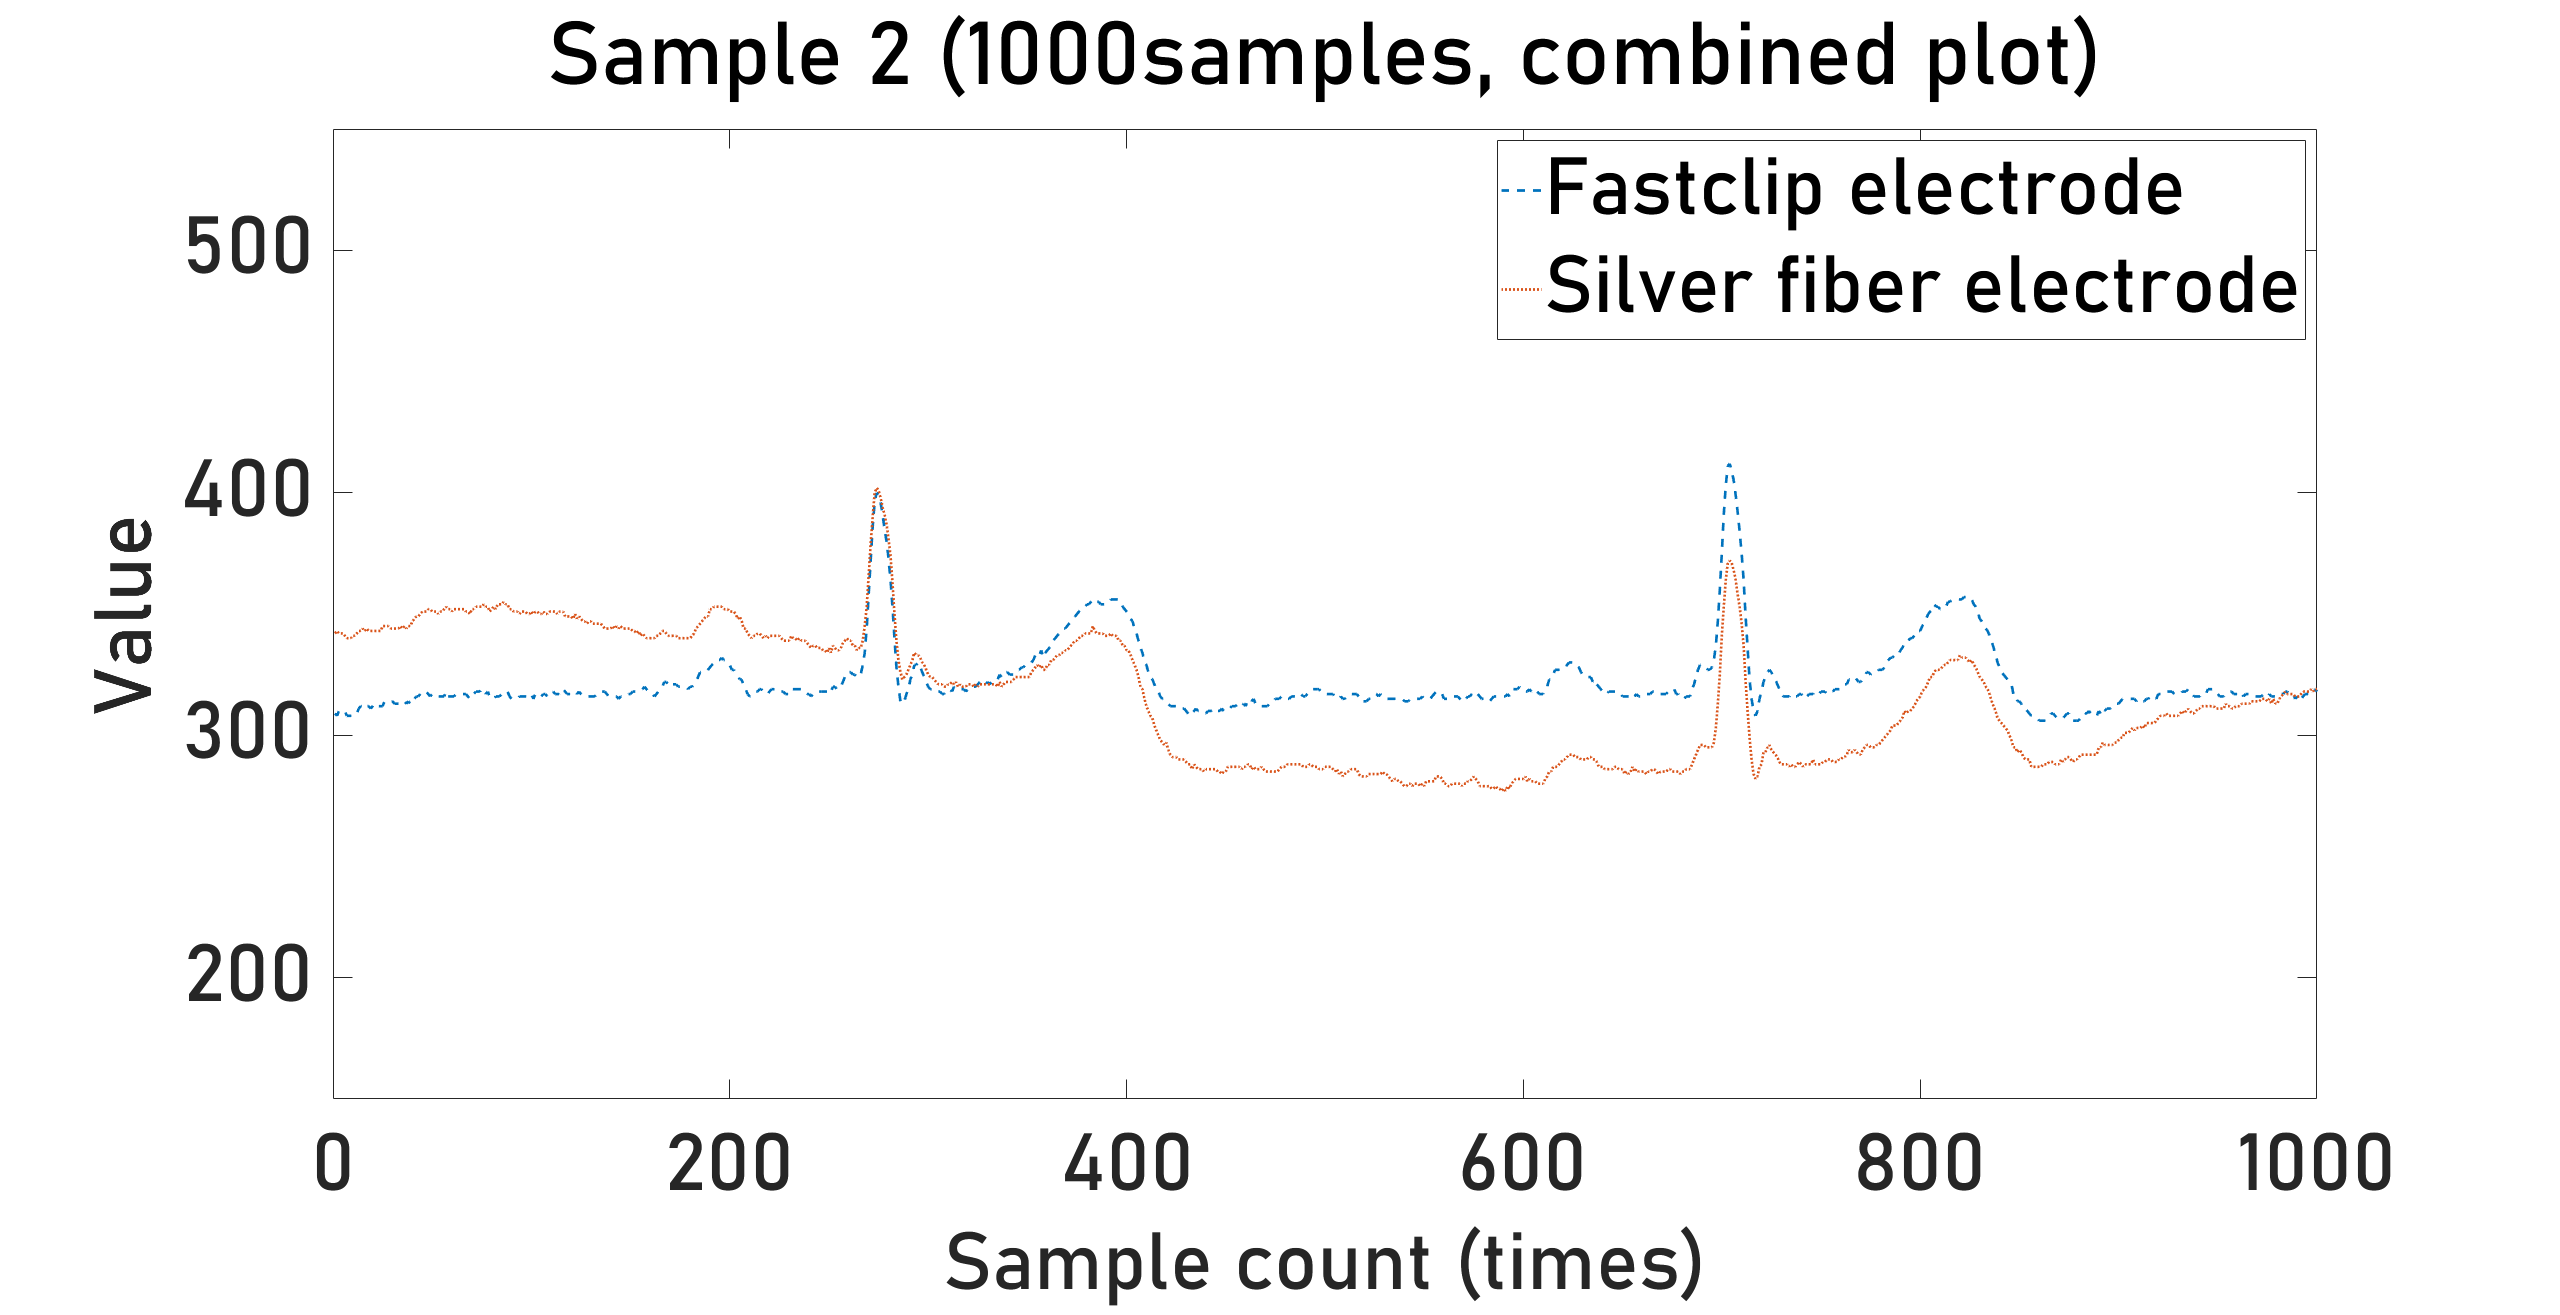 Sample 2 (1000samples, combined plot)
Fastclip electrode
Silver fiber electrode
500
400
300
200
Value
0 200 400 600 800 1000
Sample count (times)